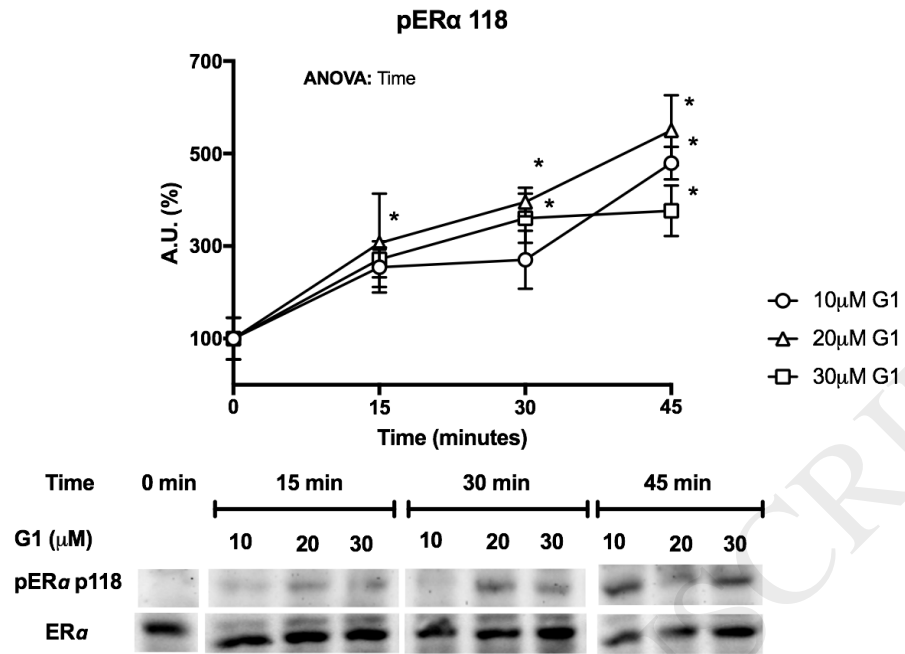 pERα 118
700
ANOVA: Time
500
300
100
A.U. (%)
0 15 30 45
Time (minutes)
* * * * * *
10μM G1
20μM G1
30μM G1
Time 0 min 15 min 30 min 45 min
G1 (μM) 10 20 30 10 20 30 10 20 30
pERα p118
ERα